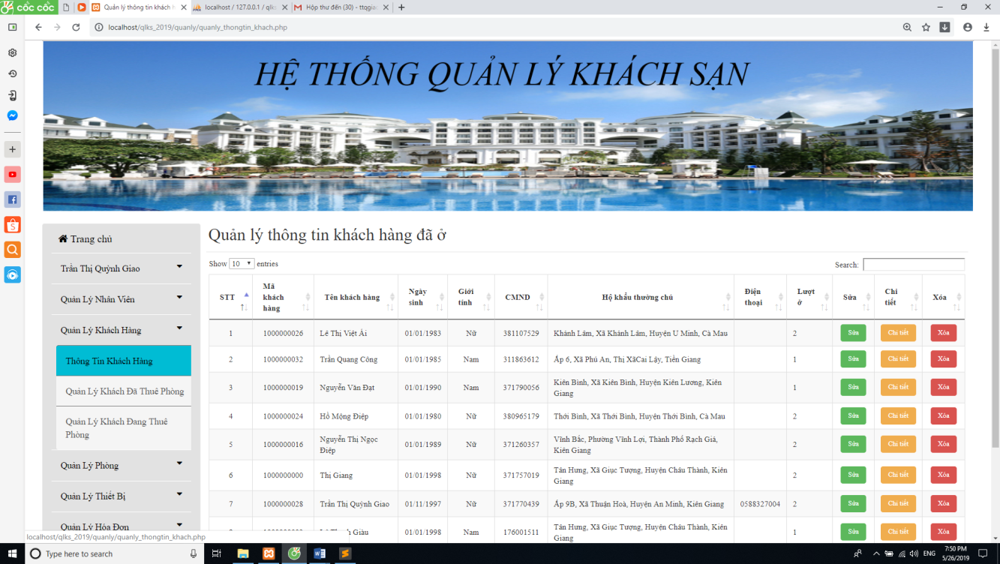 cốc cốc
Quản lý thông tin khách h
localhost / 127.0.0.1 / qlks
Hộp thư đến (30) - ttqgiao
localhost/qlks_2019/quanly/quanly_thongtin_khach.php
HỆ THỐNG QUẢN LÝ KHÁCH SẠN
Trang chủ
Trần Thị Quỳnh Giao
Quản Lý Nhân Viên
Quản Lý Khách Hàng
Thông Tin Khách Hàng
Quản Lý Khách Đã Thuê Phòng
Quản Lý Khách Đang Thuê
Phòng
Quản Lý Phòng
Quản Lý Thiết Bị
Quản Lý Hóa Đơn
Quản lý thông tin khách hàng đã ở
Show 10 entries
Search:
STT Mã khách hàng Tên khách hàng Ngày sinh Giới tính CMND Hộ khẩu thường chú Điện thoại Lượt ở Sửa Chi tiết Xóa
1 1000000026 Lê Thị Việt Ái 01/01/1983 Nữ 381107529 Khánh Lâm, Xã Khánh Lâm, Huyện U Minh, Cà Mau 2 Sửa Chi tiết Xóa
2 1000000032 Trần Quang Công 01/01/1985 Nam 311863612 Ấp 6, Xã Phú An, Thị XãCai Lậy, Tiền Giang 1 Sửa Chi tiết Xóa
3 1000000019 Nguyễn Văn Đạt 01/01/1990 Nam 371790056 Kiên Bình, Xã Kiên Bình, Huyện Kiên Lương, Kiên
Giang 1 Sửa Chi tiết Xóa
4 1000000024 Hồ Mộng Điệp 01/01/1980 Nữ 380965179 Thới Bình, Xã Thới Bình, Huyện Thới Bình, Cà Mau 2 Sửa Chi tiết Xóa
5 1000000016 Nguyễn Thị Ngọc
Điệp 01/01/1989 Nữ 371260357 Vĩnh Bắc, Phường Vĩnh Lợi, Thành Phố Rạch Giá,
Kiên Giang 2 Sửa Chi tiết Xóa
6 1000000000 Thị Giang 01/01/1998 Nữ 371757019 Tân Hưng, Xã Giục Tượng, Huyện Châu Thành, Kiên
Giang 2 Sửa Chi tiết Xóa
7 1000000028 Trần Thị Quỳnh Giao 01/11/1997 Nữ 371770439 Ấp 9B, Xã Thuận Hoà, Huyện An Minh, Kiên Giang 0588327004 2 Sửa Chi tiết Xóa
Giàu 01/01/1998 Nam 176001511 Tân Hưng, Xã Giục Tượng, Huyện Châu Thành, Kiên
Giang 1 Sửa Chi tiết Xóa
localhost/qlks_2019/quanly/quanly_thongtin_khach.php
Type here to search
ENG
7:50 PM
5/26/2019